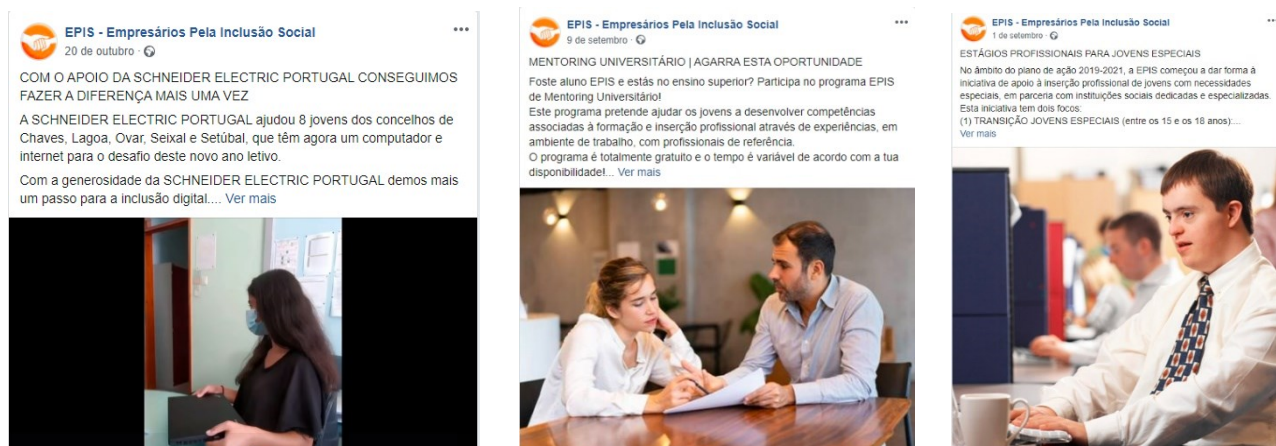 EPIS - Empresários Pela Inclusão Social
20 de outubro ·
COM O APOIO DA SCHNEIDER ELECTRIC PORTUGAL CONSEGUIMOS
FAZER A DIFERENÇA MAIS UMA VEZ
A SCHNEIDER ELECTRIC PORTUGAL ajudou 8 jovens dos concelhos de
Chaves, Lagoa, Ovar, Seixal e Setúbal, que têm agora um computador e
internet para o desafio deste novo ano letivo.
Com a generosidade da SCHNEIDER ELECTRIC PORTUGAL demos mais
um passo para a inclusão digital.... Ver mais
EPIS - Empresários Pela Inclusão Social
9 de setembro ·
MENTORING UNIVERSITÁRIO | AGARRA ESTA OPORTUNIDADE
Foste aluno EPIS e estás no ensino superior? Participa no programa EPIS
de Mentoring Universitário!
Este programa pretende ajudar os jovens a desenvolver competências
associadas à formação e inserção profissional através de experiências, em
ambiente de trabalho, com profissionais de referência.
O programa é totalmente gratuito e o tempo é variável de acordo com a tua
disponibilidade!... Ver mais
EPIS - Empresários Pela Inclusão Social
1 de setembro ·
ESTÁGIOS PROFISSIONAIS PARA JOVENS ESPECIAIS
No âmbito do plano de ação 2019-2021, a EPIS começou a dar forma à
iniciativa de apoio à inserção profissional de jovens com necessidades
especiais, em parceria com instituições sociais dedicadas e especializadas.
Esta iniciativa tem dois focos:
(1) TRANSIÇÃO JOVENS ESPECIAIS (entre os 15 e os 18 anos):...
Ver mais